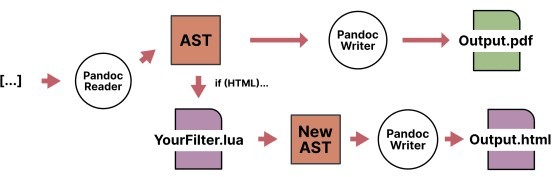 [...]
Pandoc
Reader
AST
Pandoc
Writer
Output.pdf
if (HTML)...
YourFilter.lua
New
AST
Pandoc
Writer
Output.html